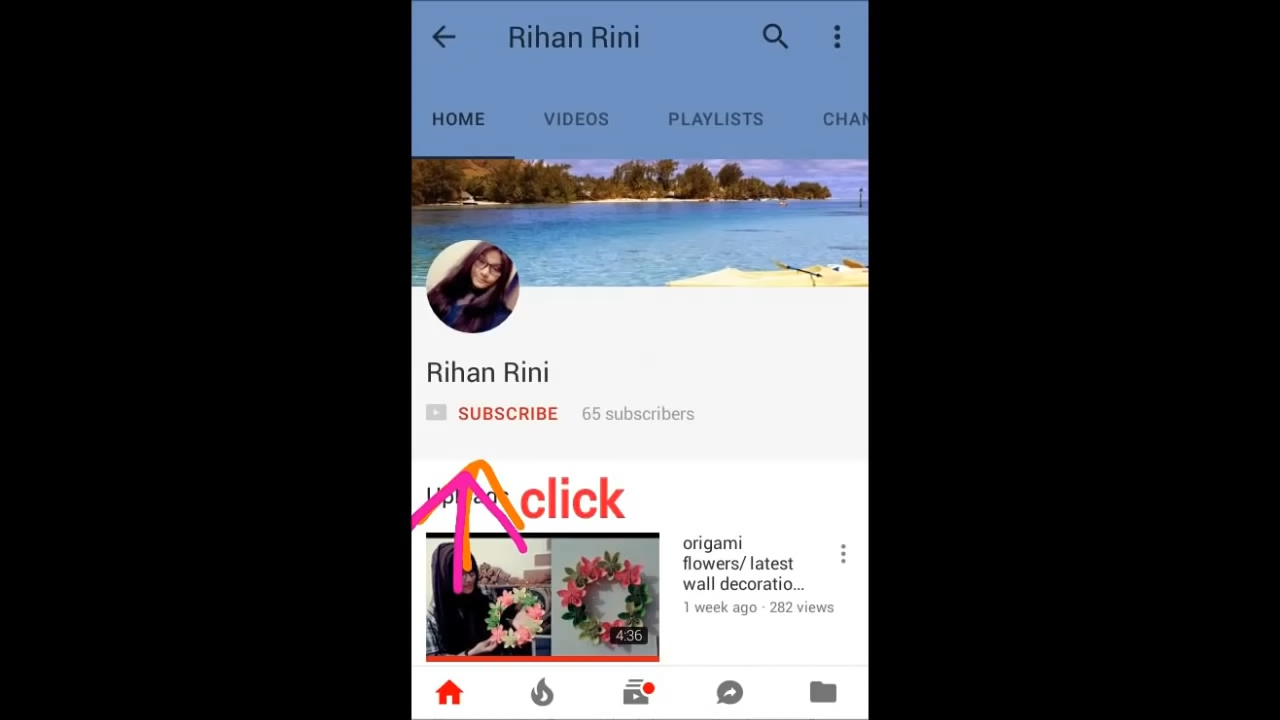 Rihan Rini
HOME VIDEOS PLAYLISTS CHAN
Rihan Rini
SUBSCRIBE 65 subscribers
Uploads
click
origami
flowers/ latest
wall decoratio...
1 week ago · 282 views
4:36